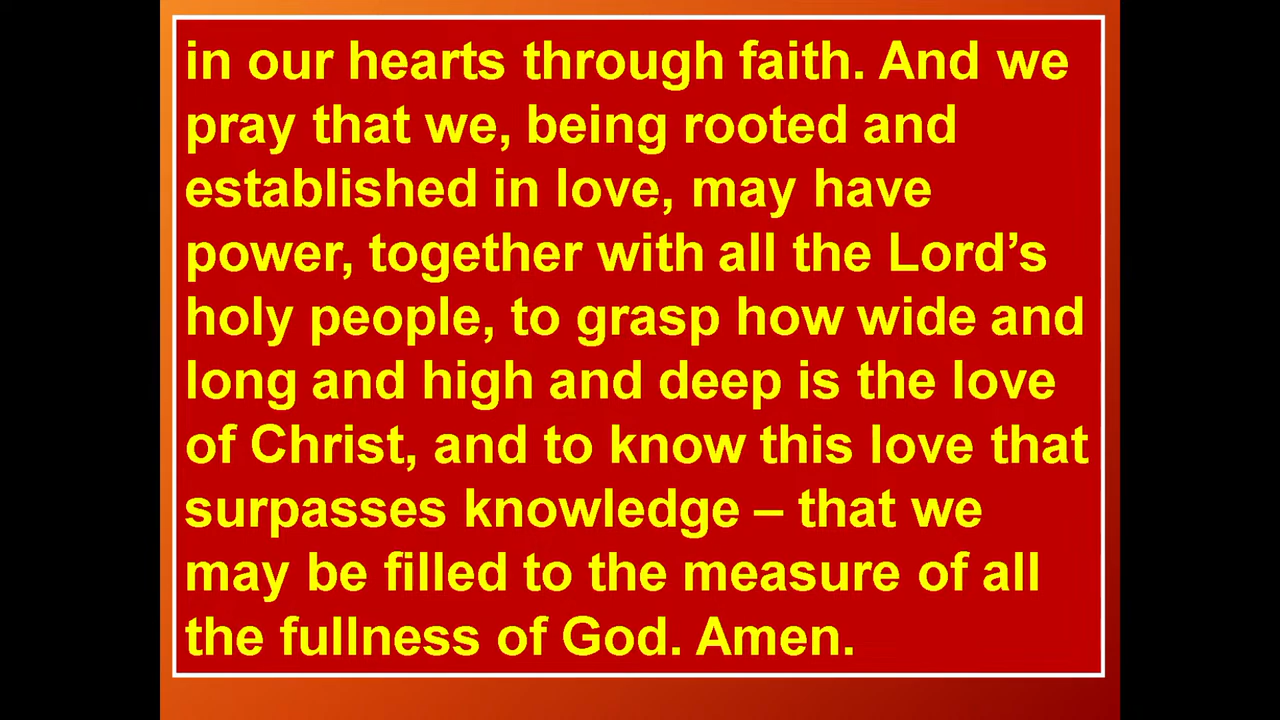 in our hearts through faith. And we
pray that we, being rooted and
established in love, may have
power, together with all the Lord’s
holy people, to grasp how wide and
long and high and deep is the love
of Christ, and to know this love that
surpasses knowledge – that we
may be filled to the measure of all
the fullness of God. Amen.